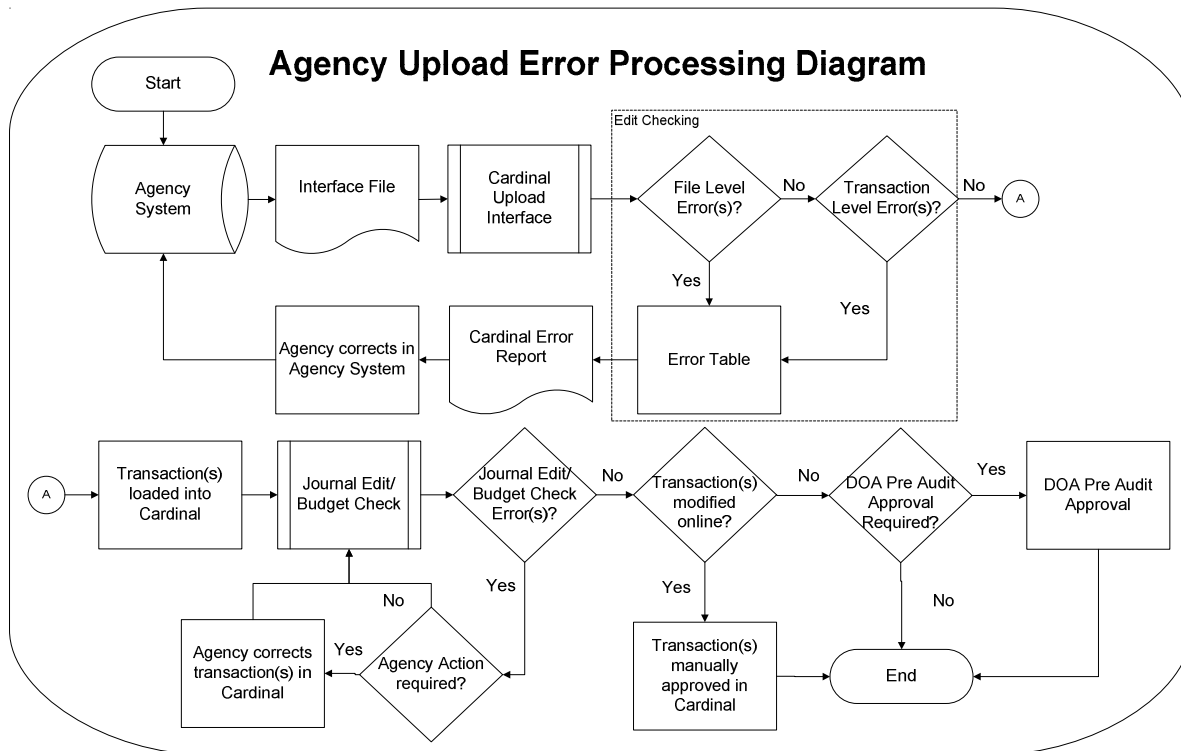 Agency Upload Error Processing Diagram
Start
Edit Checking
Agency
System
Interface File
Cardinal
Upload
Interface
File Level
Error(s)?
No
Transaction
Level Error(s)?
No
A
Yes
Yes
Agency corrects in
Agency System
Cardinal Error
Report
Error Table
A
Transaction(s)
loaded into
Cardinal
Journal Edit/
Budget Check
Journal Edit/
Budget Check
Error(s)?
No
Transaction(s)
modified
online?
No
DOA Pre Audit
Approval
Required?
Yes
DOA Pre Audit
Approval
Yes
Yes
No
No
Agency corrects
transaction(s) in
Cardinal
Yes
Agency Action
required?
Transaction(s)
manually
approved in
Cardinal
End